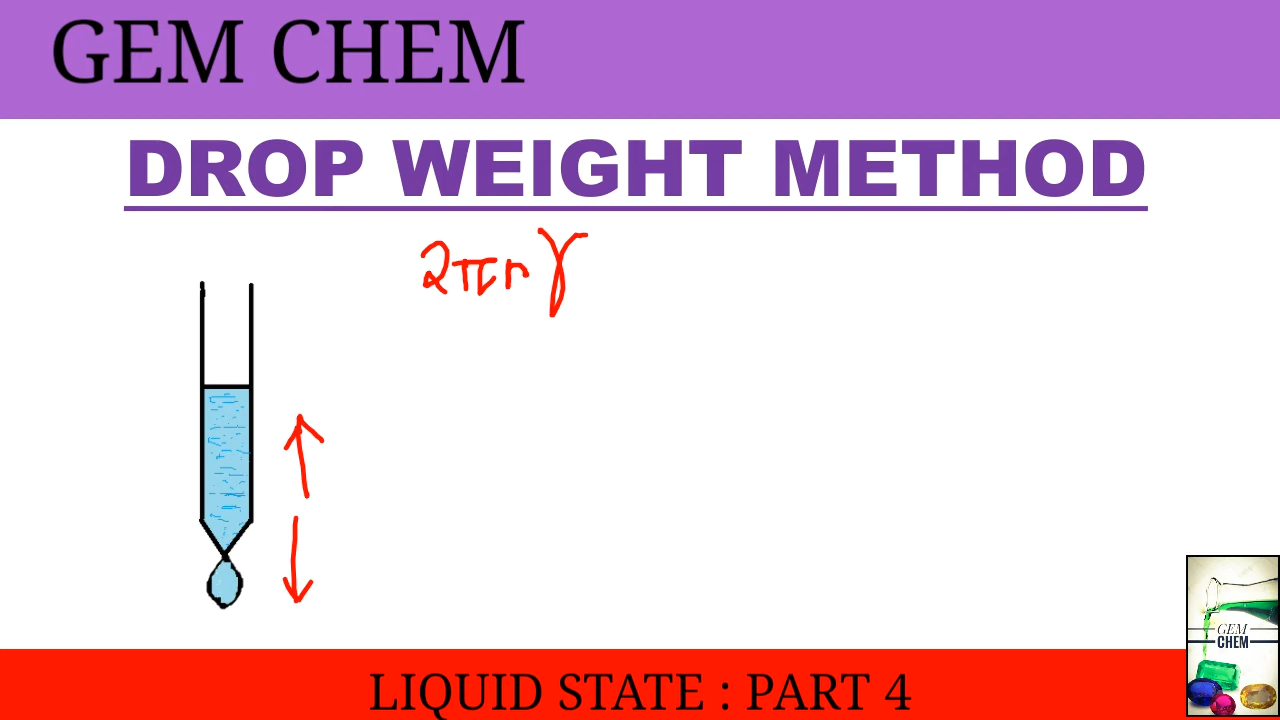 GEM CHEM
DROP WEIGHT METHOD
2πrγ
GEM
CHEM
LIQUID STATE : PART 4